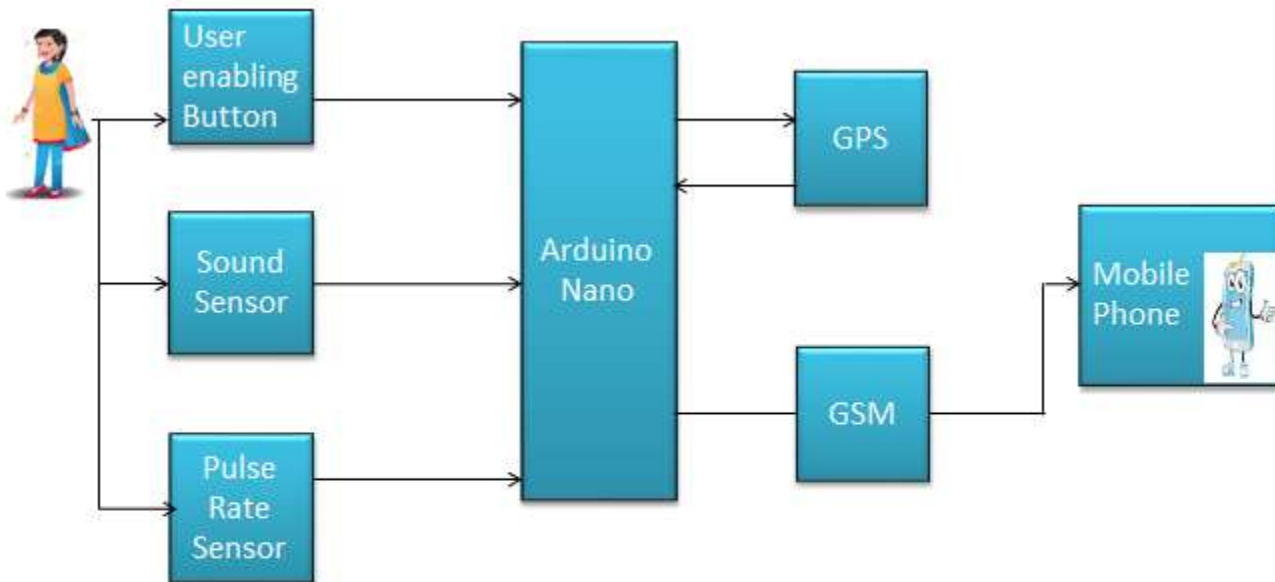 User
enabling
Button
Sound
Sensor
Pulse
Rate
Sensor
Arduino
Nano
GPS
GSM
Mobile
Phone